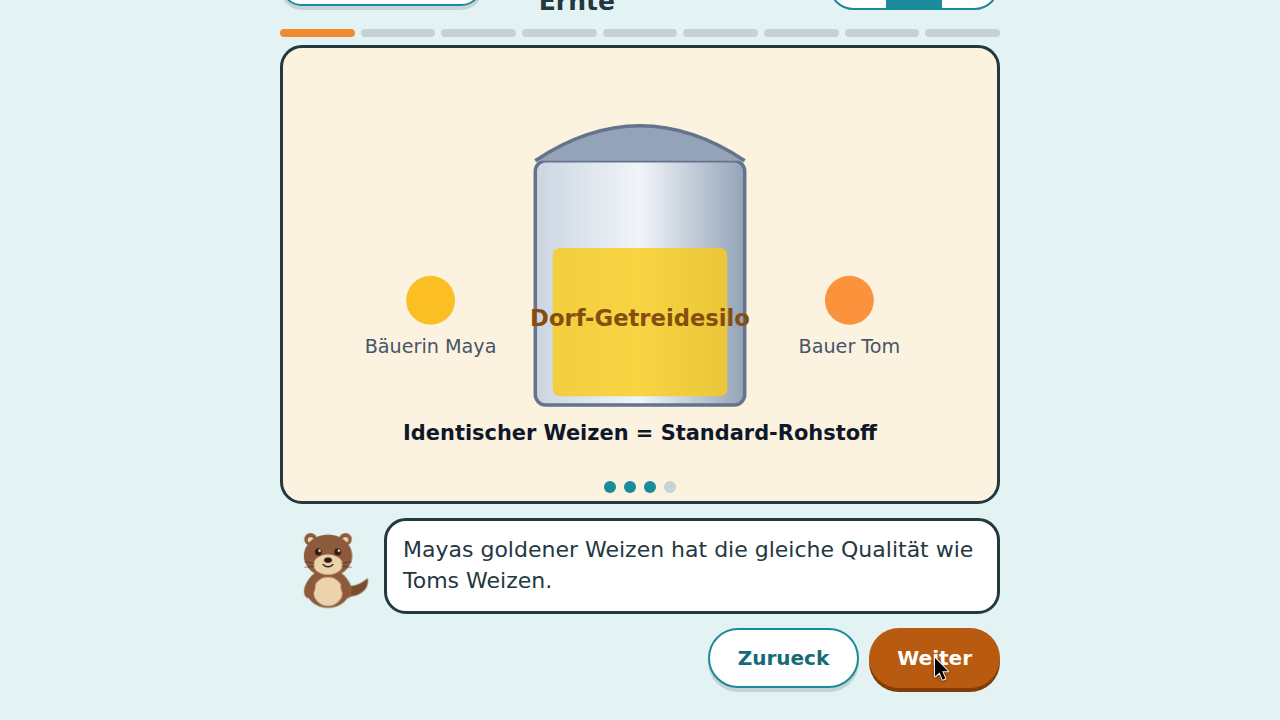 Ernte
Dorf-Getreidesilo
Bäuerin Maya
Bauer Tom
Identischer Weizen = Standard-Rohstoff
Mayas goldener Weizen hat die gleiche Qualität wie
Toms Weizen.
Zurueck
Weiter